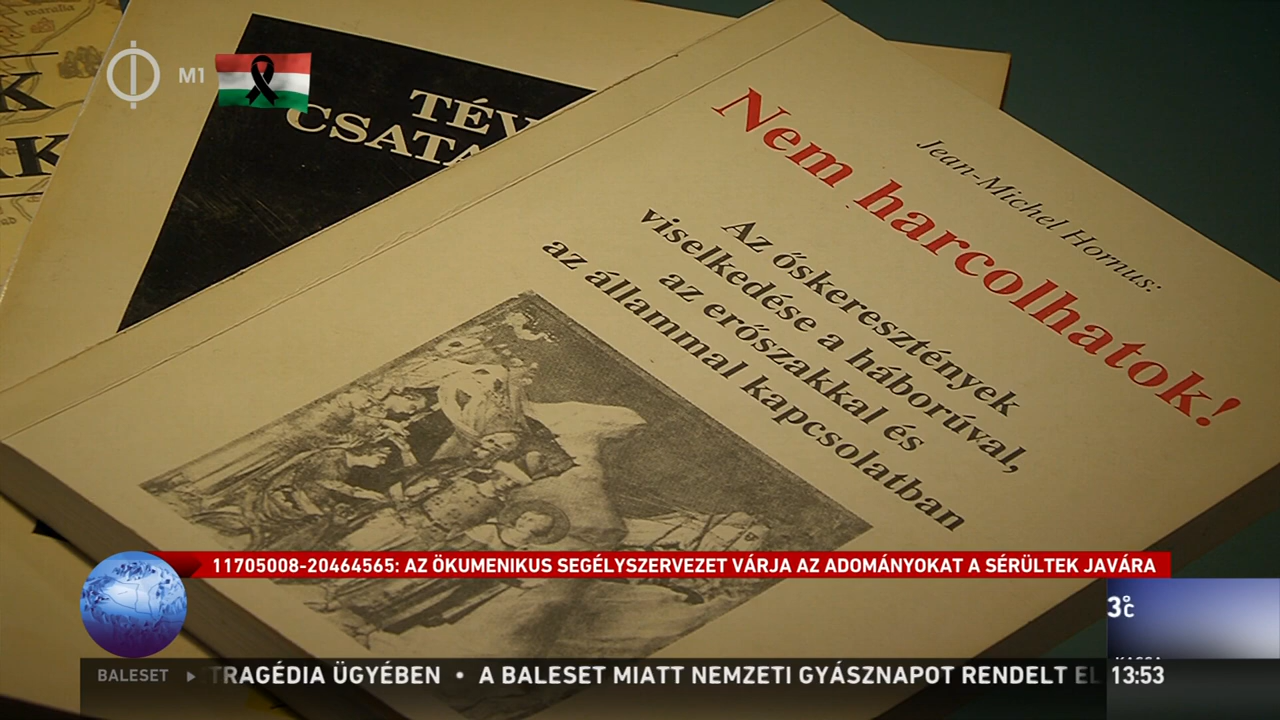 M1
TÉV
CSATA
Jean-Michel Hornus:
Nem harcolhatok!
Az őskeresztények
viselkedése a háborúval,
az erőszakkal és
az állammal kapcsolatban
11705008-20464565: AZ ÖKUMENIKUS SEGÉLYSZERVEZET VÁRJA AZ ADOMÁNYOKAT A SÉRÜLTEK JAVÁRA
3°C
BALESET
TRAGÉDIA ÜGYÉBEN • A BALESET MIATT NEMZETI GYÁSZNAPOT RENDELT EL
13:53